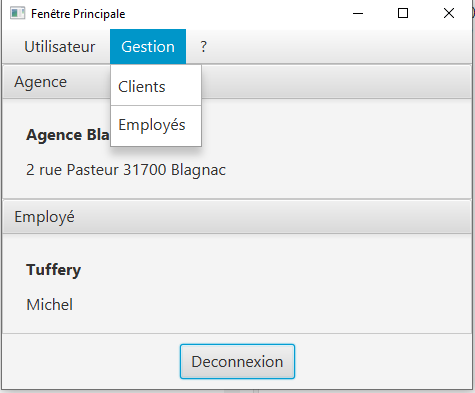 Fenêtre Principale
Utilisateur Gestion ?
Clients
Employés
Agence
Agence Bla
2 rue Pasteur 31700 Blagnac
Employé
Tuffery
Michel
Deconnexion